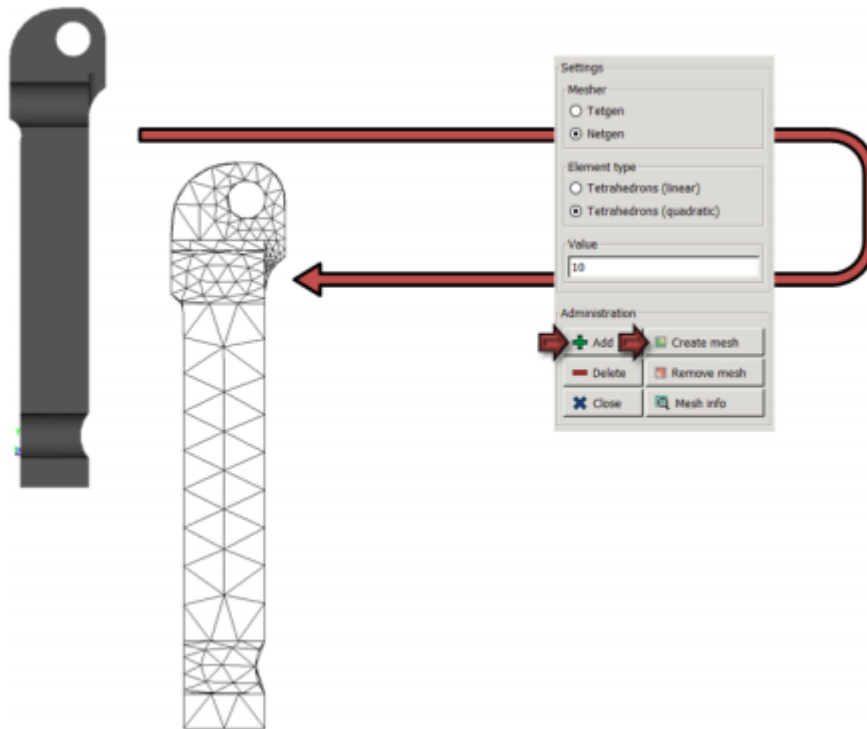 Settings
Mesher
Tetgen
Netgen
Element type
Tetrahedrons (linear)
Tetrahedrons (quadratic)
Value
10
Administration
Add
Create mesh
Delete
Remove mesh
Close
Mesh info